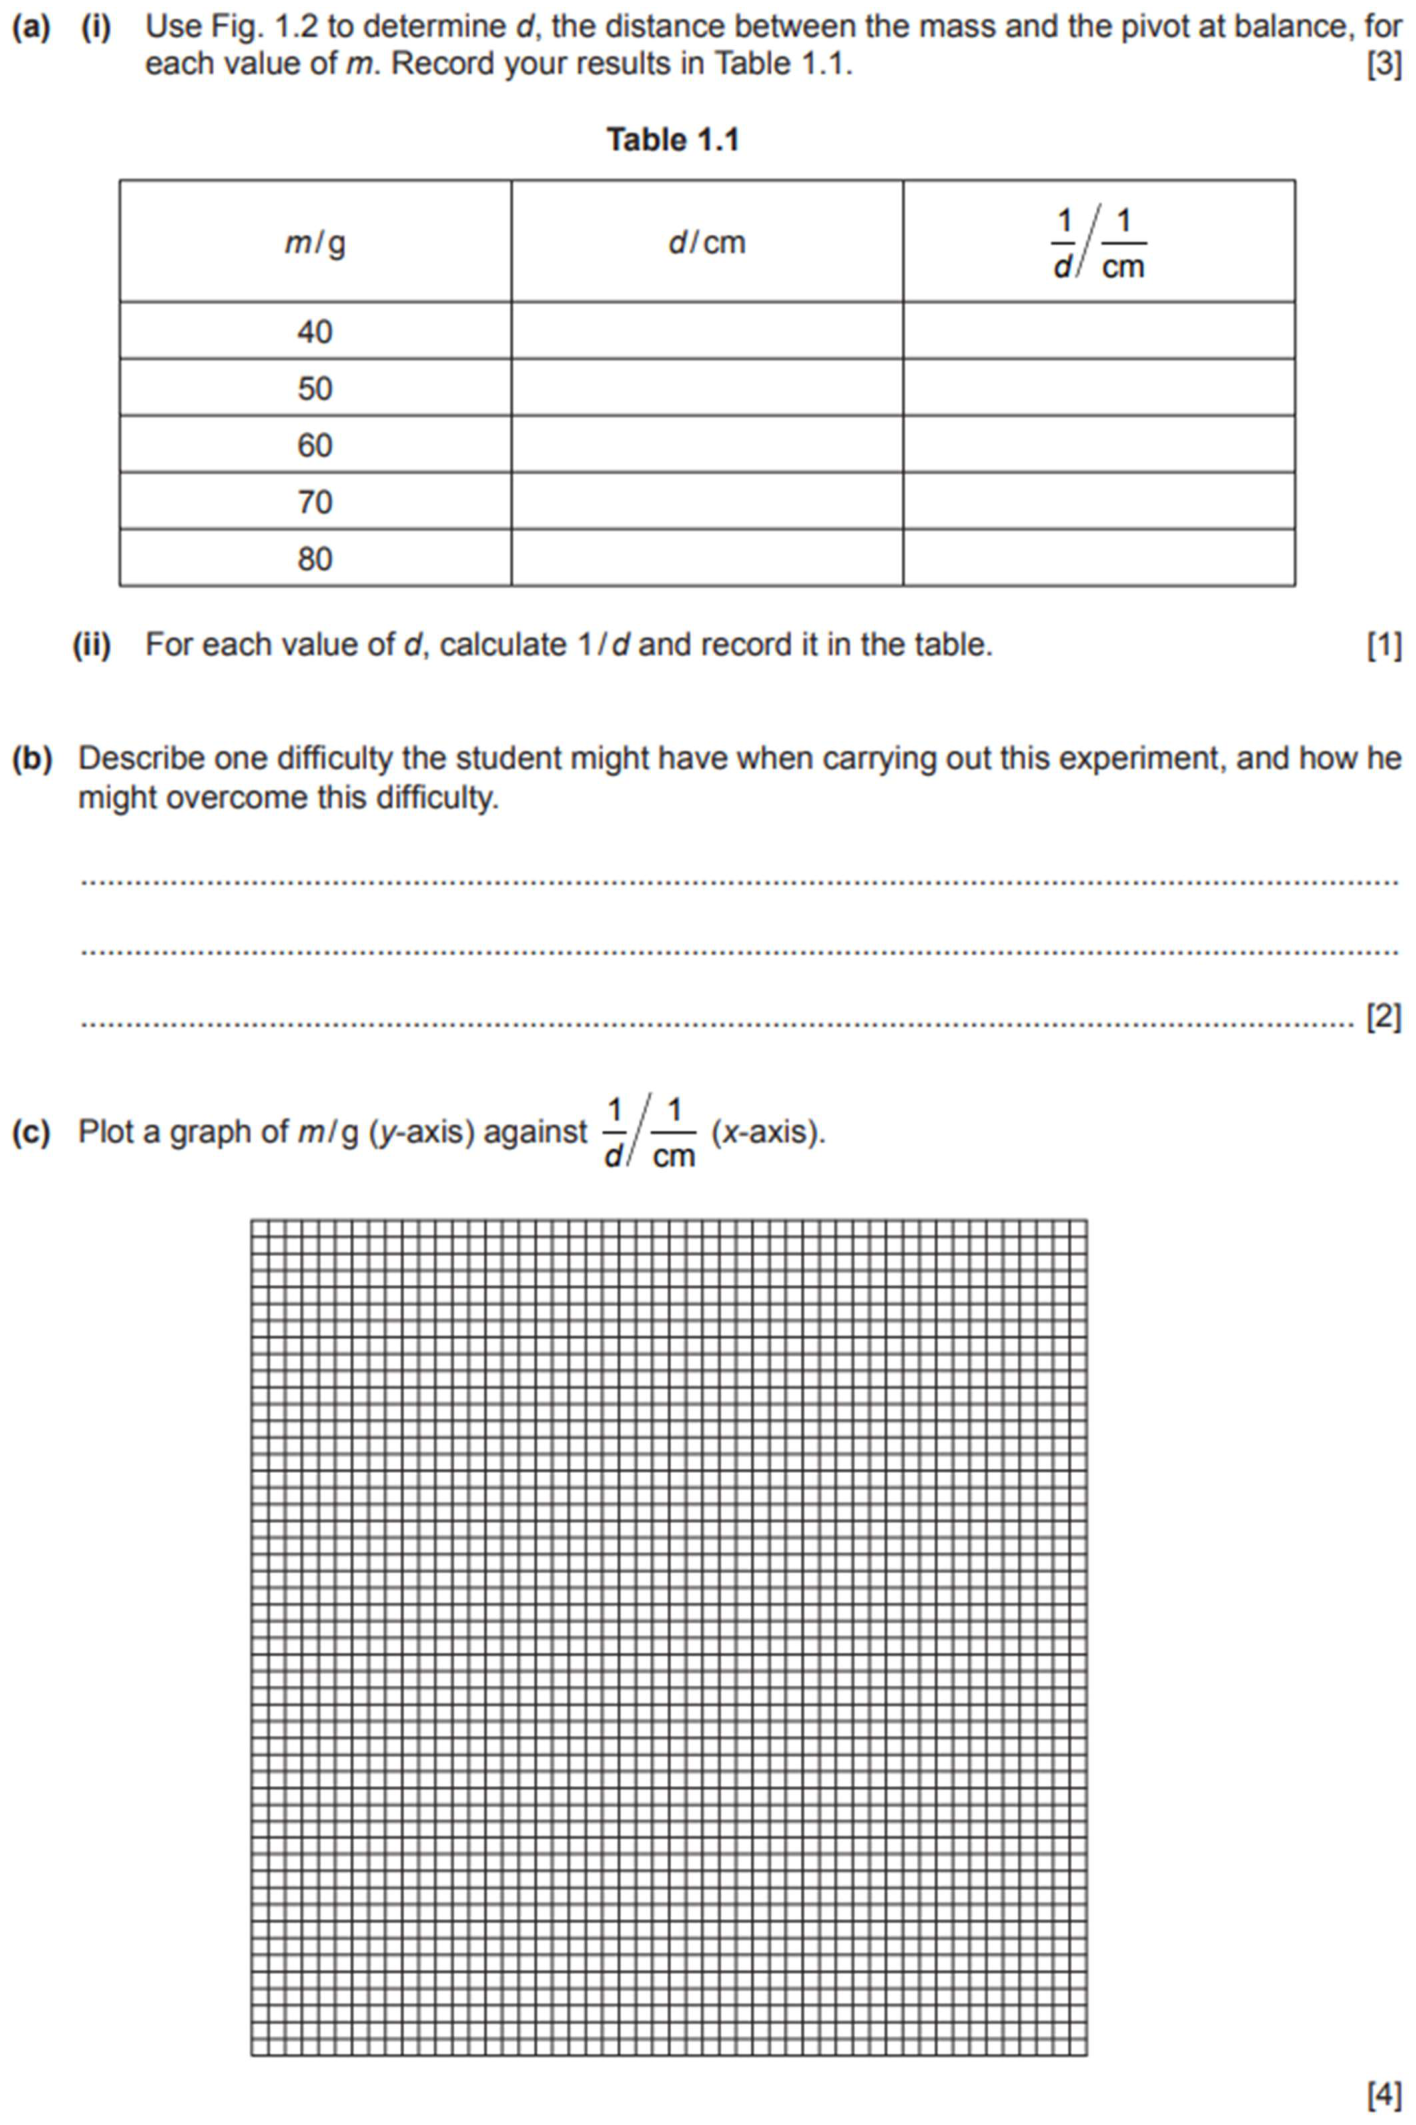 (a) (i) Use Fig. 1.2 to determine d, the distance between the mass and the pivot at balance, for
each value of m. Record your results in Table 1.1. [3]
Table 1.1
m/g d/cm 1/d / 1/cm
40
50
60
70
80
(ii) For each value of d, calculate 1/d and record it in the table. [1]
(b) Describe one difficulty the student might have when carrying out this experiment, and how he
might overcome this difficulty.
[2]
(c) Plot a graph of m/g (y-axis) against 1/d / 1/cm (x-axis).
[4]